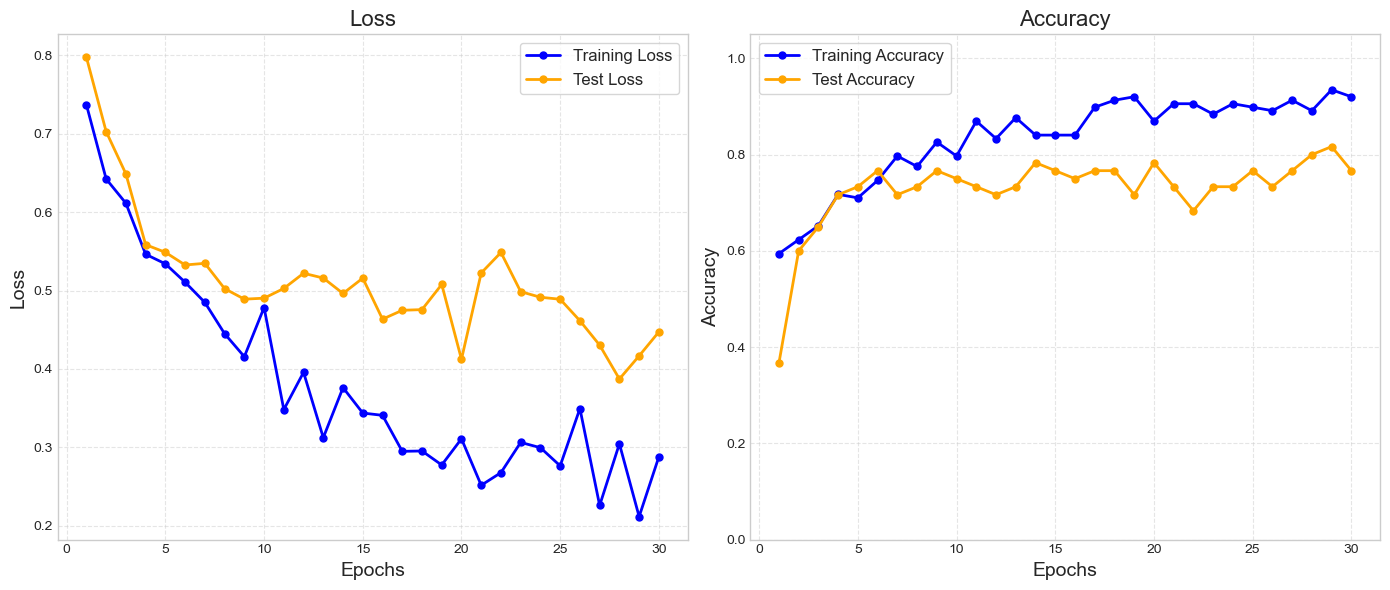 Loss
Training Loss
Test Loss
0.8
0.7
0.6
0.5
0.4
0.3
0.2
Loss
0 5 10 15 20 25 30
Epochs
Accuracy
Training Accuracy
Test Accuracy
1.0
0.8
0.6
0.4
0.2
0.0
Accuracy
0 5 10 15 20 25 30
Epochs